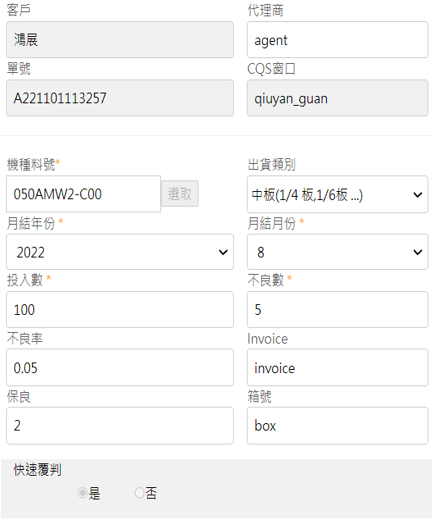 客戶 代理商
鴻展 agent
單號 CQS窗口
A221101113257 qiuyan_guan
機種料號* 出貨類別
050AMW2-C00 選取 中板(1/4 板,1/6板 ...)
月結年份 * 月結月份 *
2022 8
投入數 * 不良數 *
100 5
不良率 Invoice
0.05 invoice
保良 箱號
2 box
快速覆判
是 否